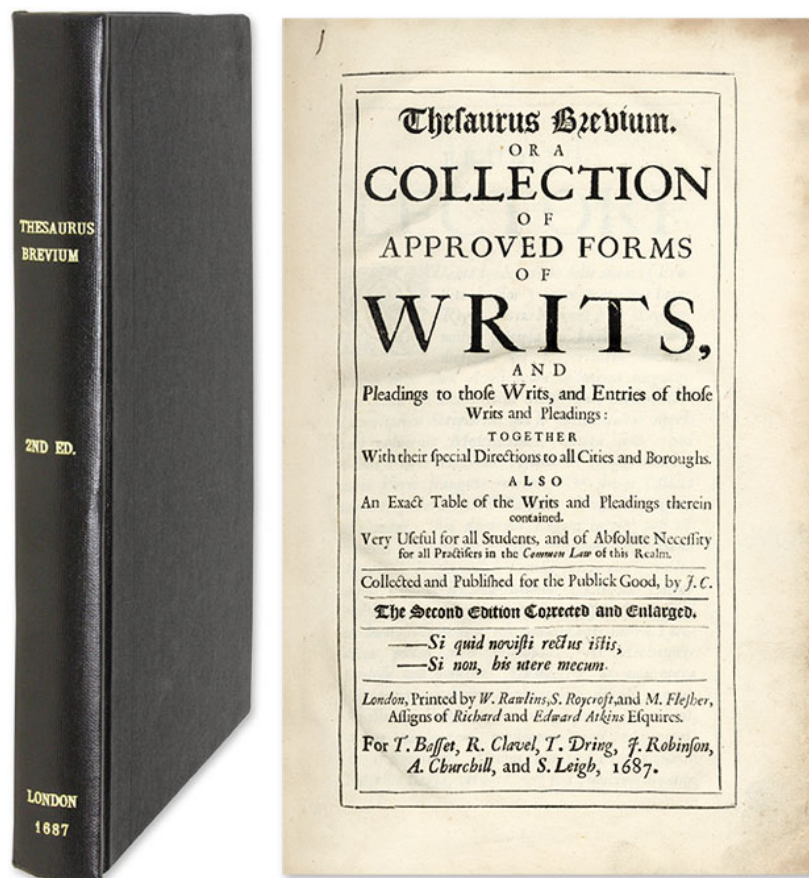 THESAURUS
BREVIUM
2ND ED.
LONDON
1687
Theſaurus Brevium.
OR A
COLLECTION
OF
APPROVED FORMS
OF
WRITS,
AND
Pleadings to thoſe Writs, and Entries of thoſe
Writs and Pleadings:
TOGETHER
With their ſpecial Directions to all Cities and Boroughs.
ALSO
An Exact Table of the Writs and Pleadings therein
contained.
Very Uſeful for all Students, and of Abſolute Neceſſity
for all Practiſers in the Common Law of this Realm.
Collected and Publiſhed for the Publick Good, by J. C.
The Second Edition Corrected and Enlarged.
——Si quid noviſti rectus iſtis,
——Si non, his utere mecum.
London, Printed by W. Rawlins, S. Roycroft, and M. Fleſher,
Aſſigns of Richard and Edward Atkins Eſquires.
For T. Baſſet, R. Clavel, T. Dring, J. Robinſon,
A. Churchill, and S. Leigh, 1687.